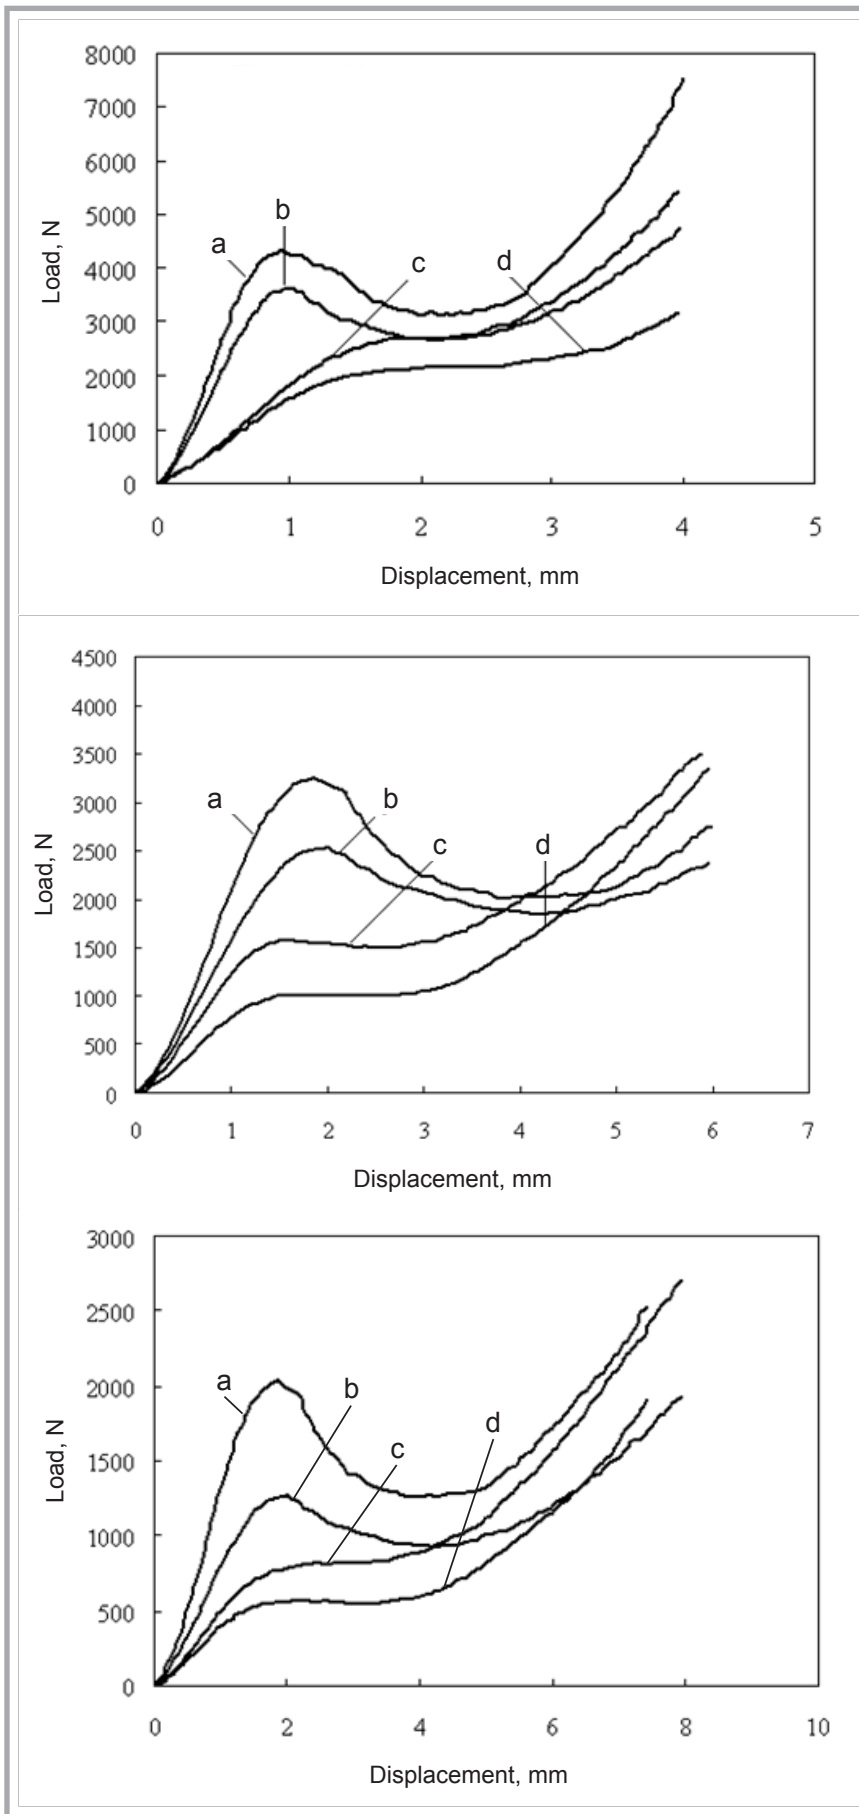 8000
7000
6000
5000
4000
3000
2000
1000
0
Load, N
a
b
c
d
0 1 2 3 4 5
Displacement, mm
4500
4000
3500
3000
2500
2000
1500
1000
500
0
Load, N
a
b
c
d
0 1 2 3 4 5 6 7
Displacement, mm
3000
2500
2000
1500
1000
500
0
Load, N
a
b
c
d
0 2 4 6 8 10
Displacement, mm